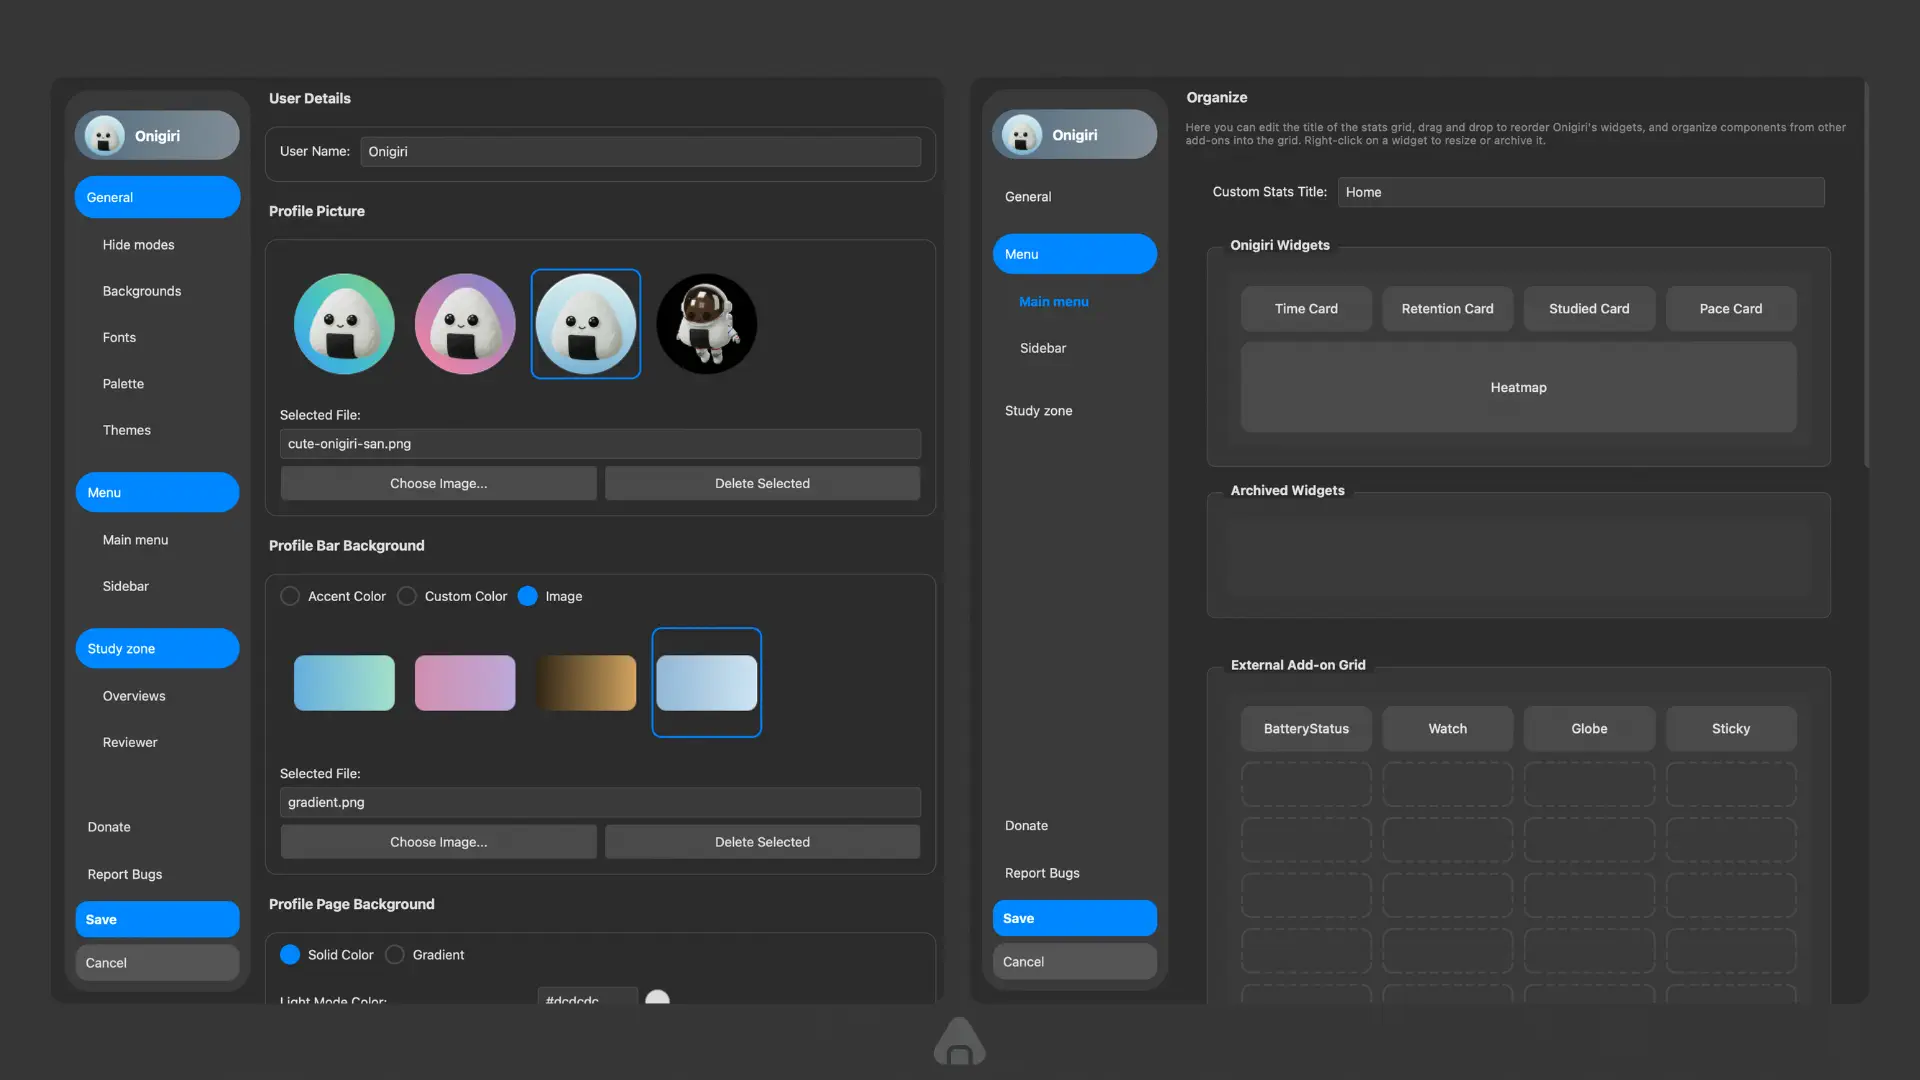 Onigiri
General
Hide modes
Backgrounds
Fonts
Palette
Themes
Menu
Main menu
Sidebar
Study zone
Overviews
Reviewer
Donate
Report Bugs
Save
Cancel
User Details
User Name: Onigiri
Profile Picture
Selected File:
cute-onigiri-san.png
Choose Image... Delete Selected
Profile Bar Background
Accent Color Custom Color Image
Selected File:
gradient.png
Choose Image... Delete Selected
Profile Page Background
Solid Color Gradient
Light Mode Color: #dcdcdc
Onigiri
General
Menu
Main menu
Sidebar
Study zone
Donate
Report Bugs
Save
Cancel
Organize
Here you can edit the title of the stats grid, drag and drop to reorder Onigiri's widgets, and organize components from other
add-ons into the grid. Right-click on a widget to resize or archive it.
Custom Stats Title: Home
Onigiri Widgets
Time Card Retention Card Studied Card Pace Card
Heatmap
Archived Widgets
External Add-on Grid
BatteryStatus Watch Globe Sticky